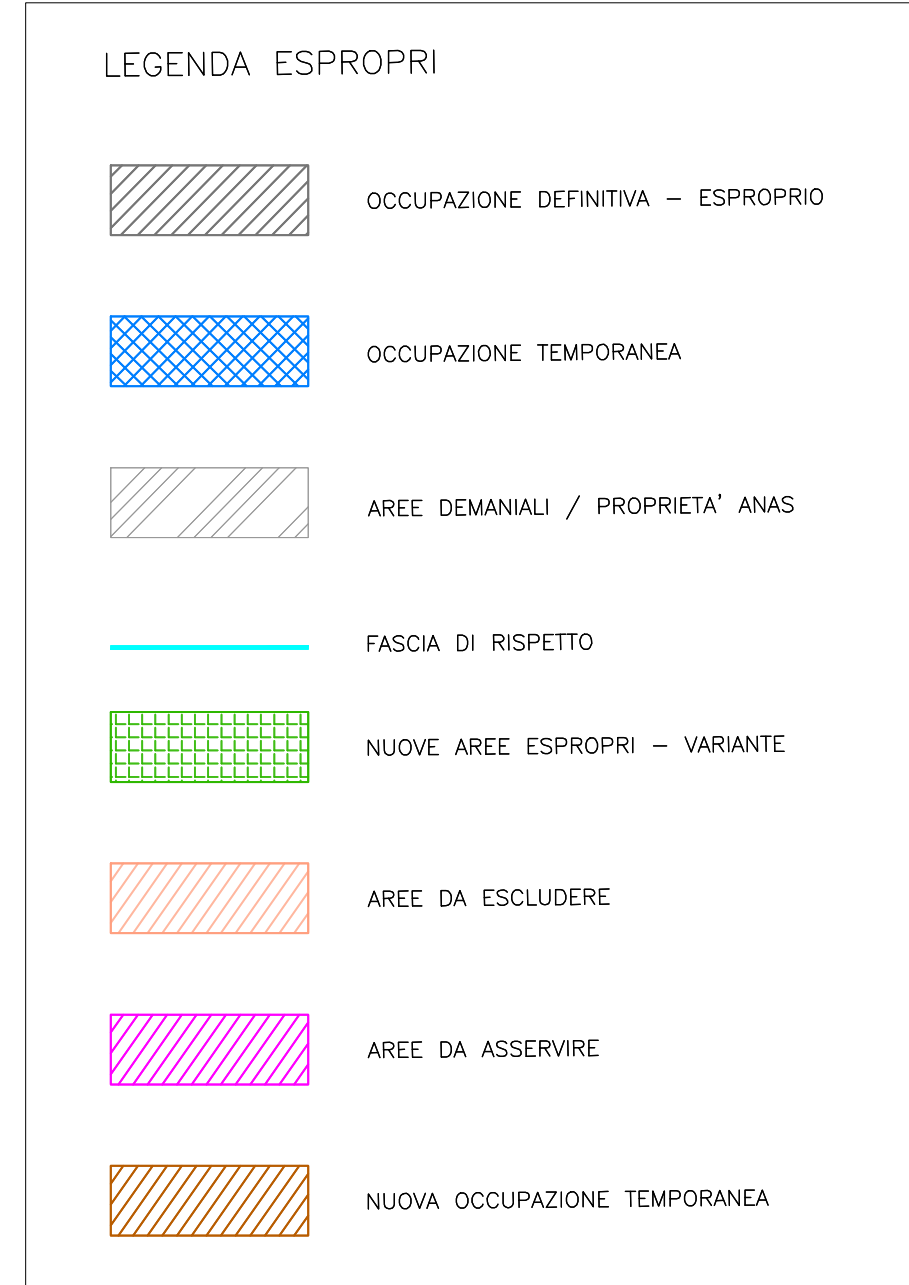 LEGENDA ESPROPRI
OCCUPAZIONE DEFINITIVA – ESPROPRIO
OCCUPAZIONE TEMPORANEA
AREE DEMANIALI / PROPRIETA' ANAS
FASCIA DI RISPETTO
NUOVE AREE ESPROPRI – VARIANTE
AREE DA ESCLUDERE
AREE DA ASSERVIRE
NUOVA OCCUPAZIONE TEMPORANEA